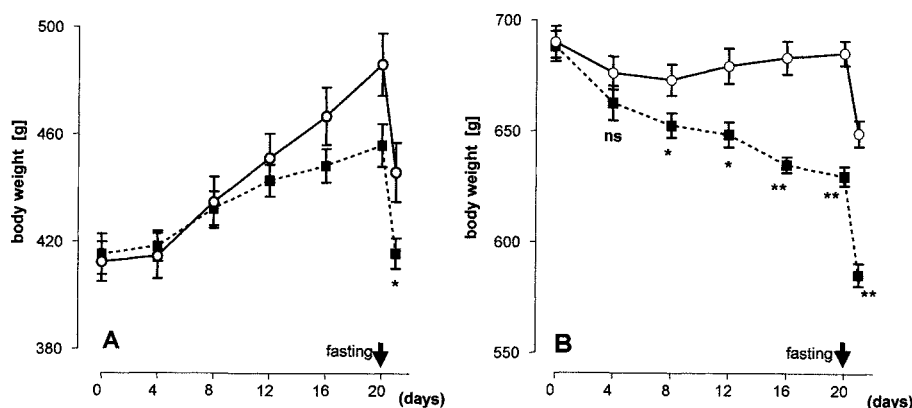 body weight [g]
500
460
420
380
A
fasting
*
0 4 8 12 16 20 (days)
body weight [g]
700
650
600
550
B
ns
*
*
**
**
**
fasting
0 4 8 12 16 20 (days)